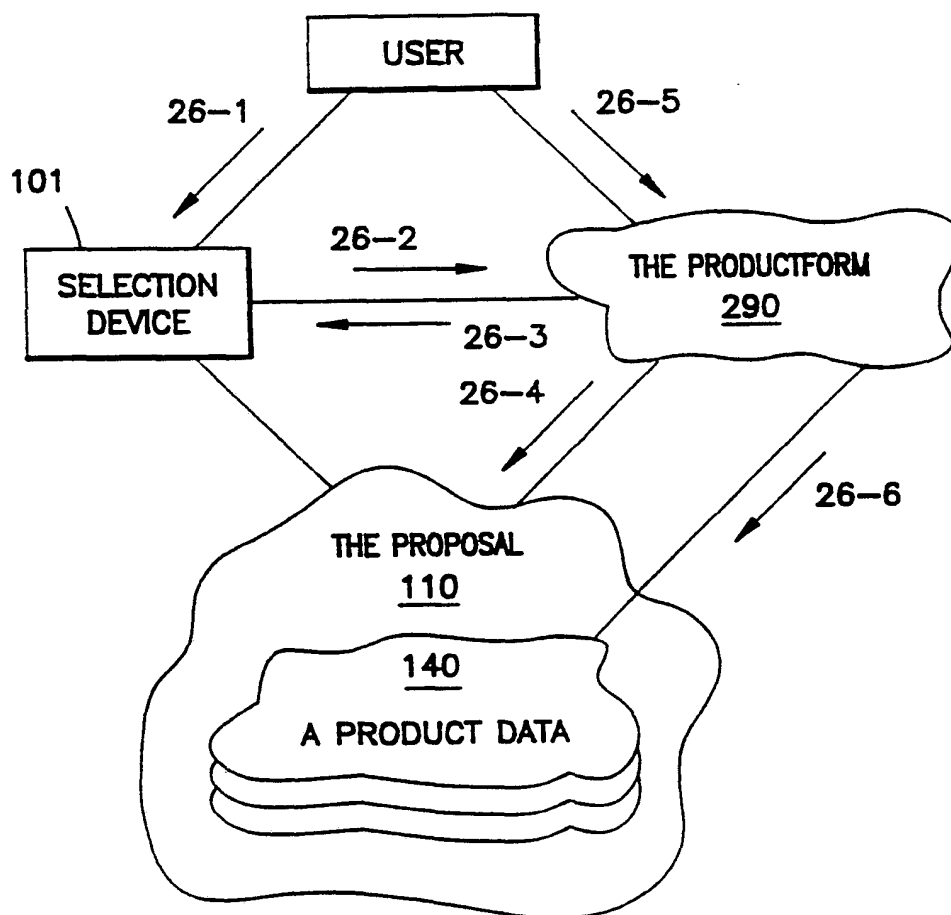 USER
26-1
26-5
101
26-2
SELECTION
DEVICE
THE PRODUCTFORM
290
26-3
26-4
26-6
THE PROPOSAL
110
140
A PRODUCT DATA